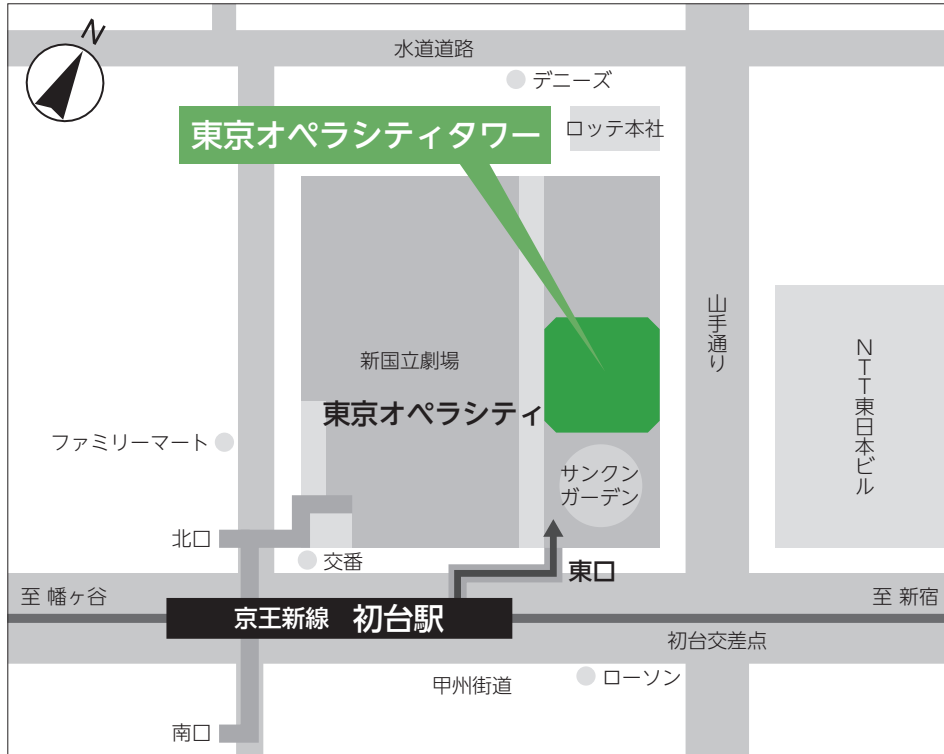 N
水道道路
デニーズ
東京オペラシティタワー
ロッテ本社
山手通り
新国立劇場
東京オペラシティ
NTT東日本ビル
ファミリーマート
サンクン
ガーデン
北口
交番
東口
至 幡ヶ谷
至 新宿
京王新線 初台駅
初台交差点
甲州街道
ローソン
南口